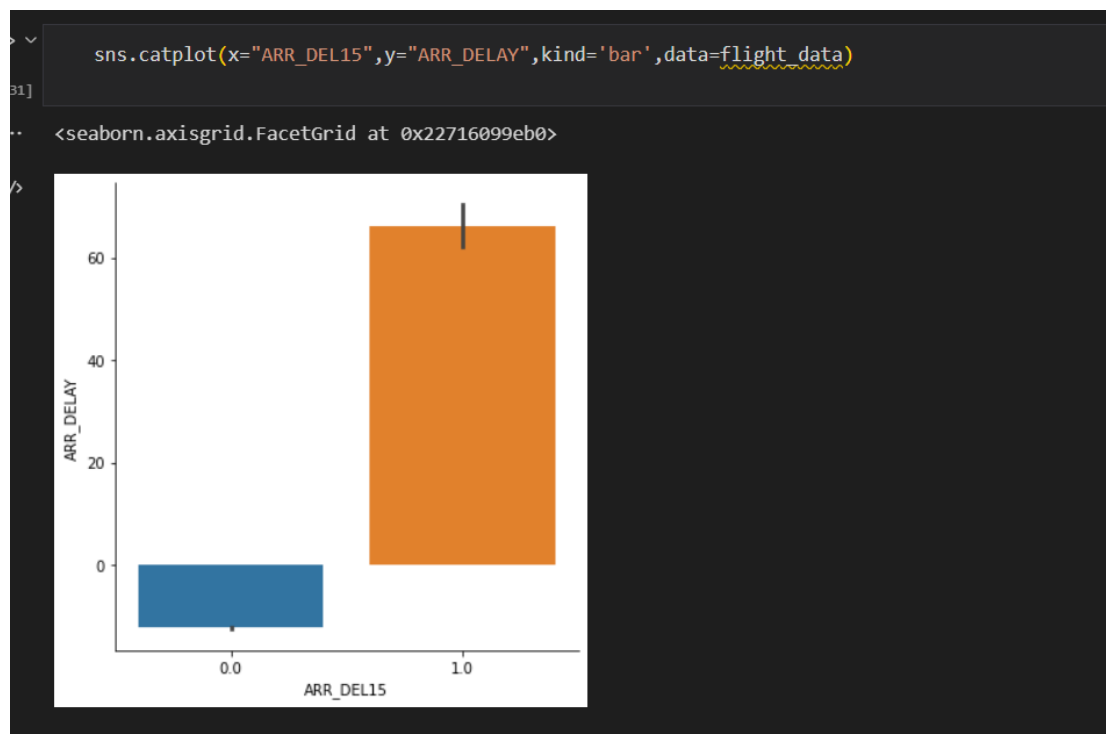 sns.catplot(x="ARR_DEL15",y="ARR_DELAY",kind='bar',data=flight_data)
31]
<seaborn.axisgrid.FacetGrid at 0x22716099eb0>
60
40
ARR_DELAY
20
0
0.0 1.0
ARR_DEL15